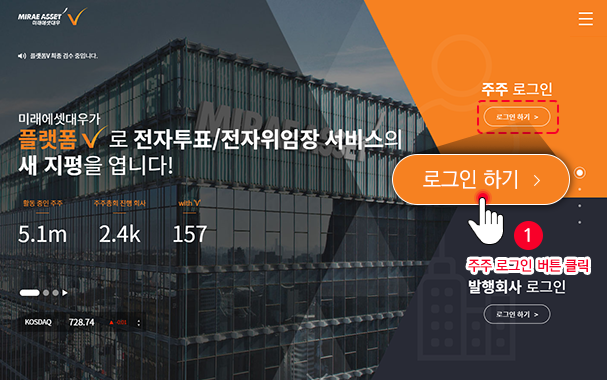 MIRAE ASSET
미래에셋대우
플랫폼V 최종 검수 중입니다.
미래에셋대우가
플랫폼 V 로 전자투표/전자위임장 서비스의
새 지평을 엽니다!
활동 중인 주주
주주총회 진행 회사
with V
5.1m
2.4k
157
KOSDAQ
728.74
MIRAE ASSET
주주 로그인
로그인 하기 >
로그인 하기 >
1
주주 로그인 버튼 클릭
발행회사 로그인
로그인 하기 >